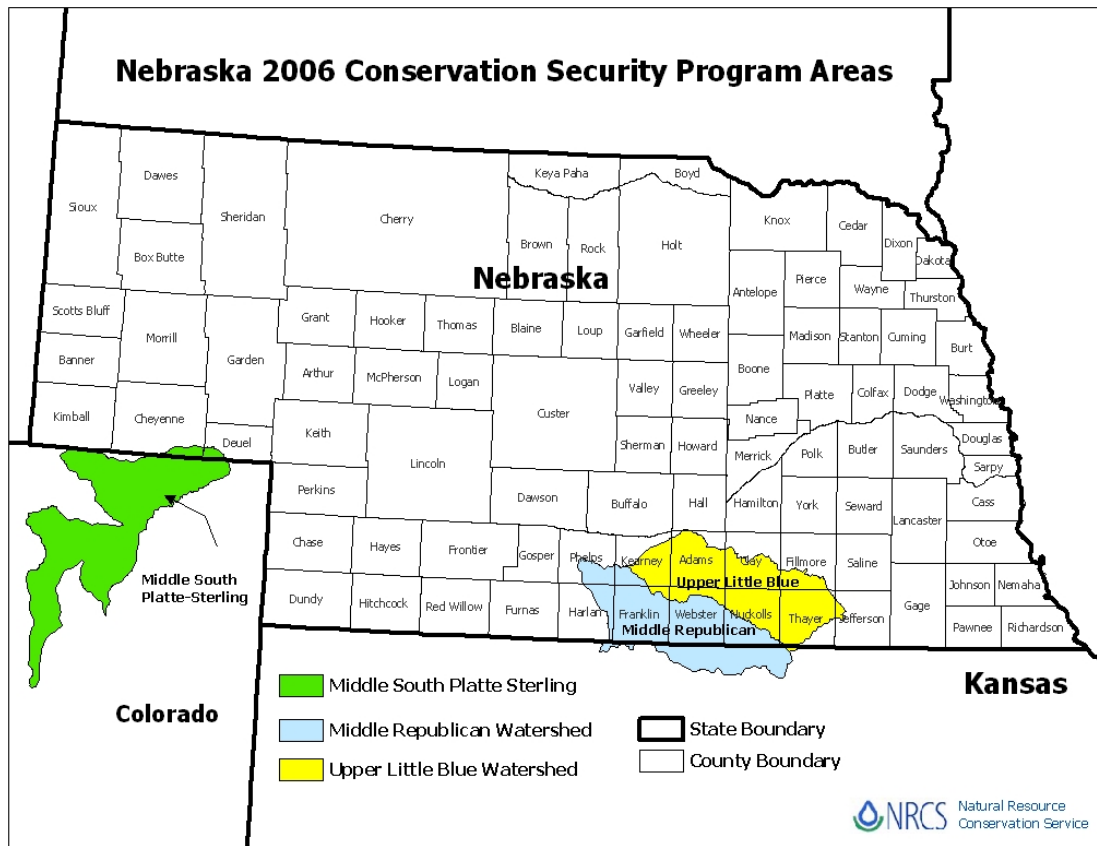 Nebraska 2006 Conservation Security Program Areas
Keya Paha
Boyd
Dawes
Sioux
Sheridan
Cherry
Knox
Cedar
Dixon
Dakota
Box Butte
Brown
Rock
Holt
Nebraska
Antelope
Pierce
Wayne
Thurston
Scotts Bluff
Morrill
Garden
Grant
Hooker
Thomas
Blaine
Loup
Garfield
Wheeler
Madison
Stanton
Cuming
Burt
Banner
Arthur
McPherson
Logan
Custer
Valley
Greeley
Boone
Platte
Colfax
Dodge
Washington
Kimball
Cheyenne
Deuel
Keith
Lincoln
Sherman
Howard
Nance
Merrick
Polk
Butler
Saunders
Douglas
Sarpy
Perkins
Dawson
Buffalo
Hall
Hamilton
York
Seward
Lancaster
Cass
Otoe
Chase
Hayes
Frontier
Gosper
Phelps
Kearney
Adams
Clay
Fillmore
Saline
Upper Little Blue
Middle South
Platte-Sterling
Dundy
Hitchcock
Red Willow
Furnas
Harlan
Franklin
Webster
Nuckolls
Thayer
Jefferson
Gage
Johnson
Nemaha
Pawnee
Richardson
Middle Republican
Kansas
Colorado
Middle South Platte Sterling
Middle Republican Watershed
Upper Little Blue Watershed
State Boundary
County Boundary
NRCS
Natural Resource
Conservation Service